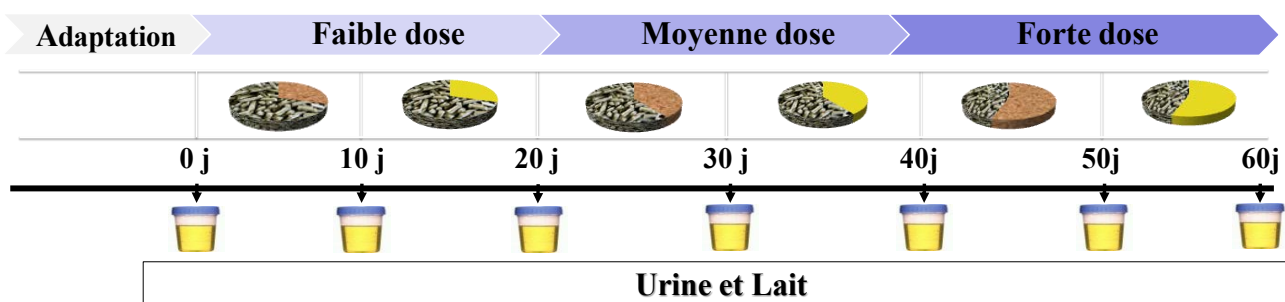 Adaptation Faible dose Moyenne dose Forte dose
0 j 10 j 20 j 30 j 40j 50j 60j
Urine et Lait